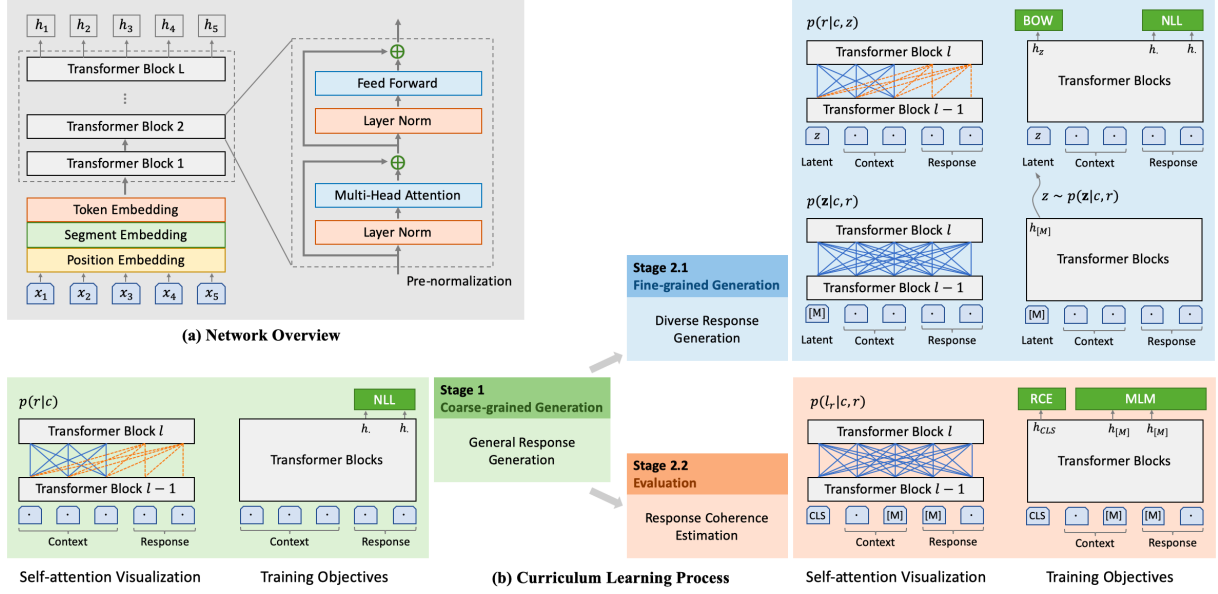 h₁ h₂ h₃ h₄ h₅
Transformer Block L
⋮
Transformer Block 2
Transformer Block 1
Token Embedding
Segment Embedding
Position Embedding
x₁ x₂ x₃ x₄ x₅
Feed Forward
Layer Norm
Multi-Head Attention
Layer Norm
Pre-normalization
(a) Network Overview
p(r|c)
Transformer Block l
Transformer Block l − 1
Context Response
NLL
h. h.
Transformer Blocks
Context Response
Stage 1
Coarse-grained Generation
General Response
Generation
Stage 2.1
Fine-grained Generation
Diverse Response
Generation
Stage 2.2
Evaluation
Response Coherence
Estimation
p(r|c, z)
Transformer Block l
Transformer Block l − 1
z
Latent Context Response
BOW NLL
h_z h. h.
Transformer Blocks
z
Latent Context Response
z ~ p(z|c, r)
p(z|c, r)
Transformer Block l
Transformer Block l − 1
[M]
Latent Context Response
h_[M]
Transformer Blocks
[M]
Latent Context Response
p(l_r|c, r)
Transformer Block l
Transformer Block l − 1
CLS [M] [M]
Context Response
RCE MLM
h_CLS h_[M] h_[M]
Transformer Blocks
CLS [M] [M]
Context Response
Self-attention Visualization Training Objectives (b) Curriculum Learning Process Self-attention Visualization Training Objectives